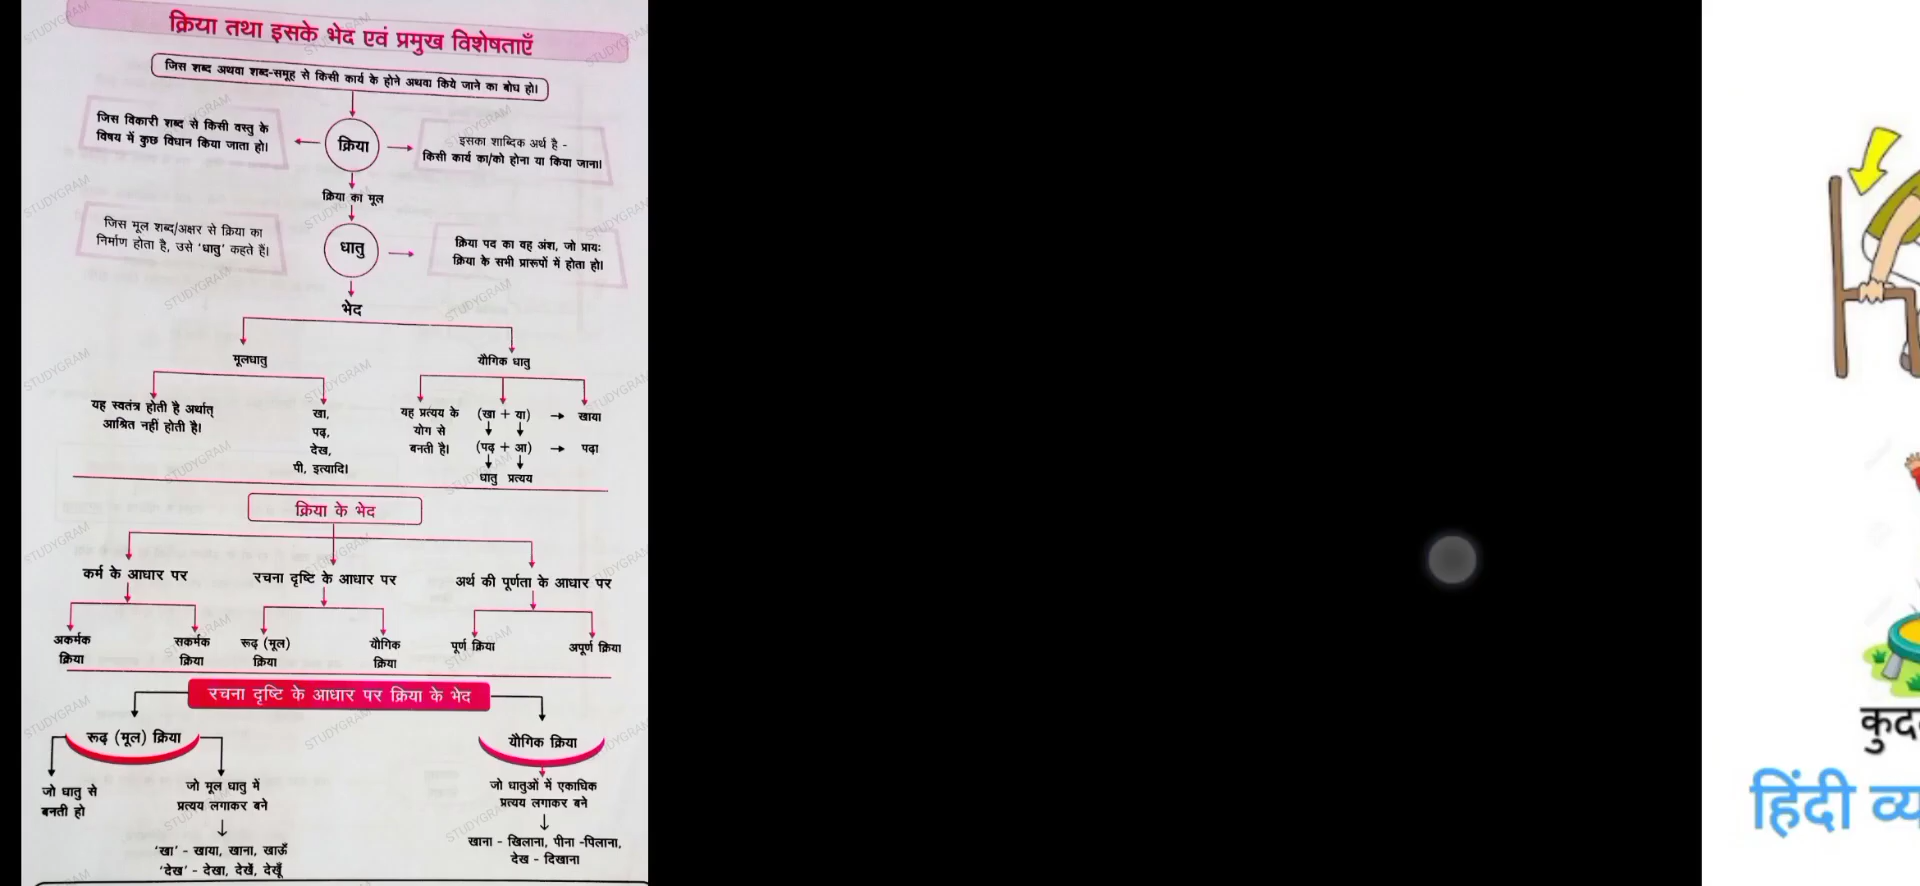 क्रिया तथा इसके भेद एवं प्रमुख विशेषताएँ
जिस शब्द अथवा शब्द-समूह से किसी कार्य के होने अथवा किये जाने का बोध हो।
जिस विकारी शब्द से किसी वस्तु के
विषय में कुछ विधान किया जाता हो।
क्रिया
इसका शाब्दिक अर्थ है -
किसी कार्य का/को होना या किया जाना।
क्रिया का मूल
जिस मूल शब्द/अक्षर से क्रिया का
निर्माण होता है, उसे ‘धातु’ कहते हैं।
धातु
क्रिया पद का वह अंश, जो प्रायः
क्रिया के सभी प्रारूपों में होता हो।
भेद
मूलधातु
यौगिक धातु
यह स्वतंत्र होती है अर्थात्
आश्रित नहीं होती है।
खा,
पढ़,
देख,
पी, इत्यादि।
यह प्रत्यय के
योग से
बनती है।
(खा + या) → खाया
(पढ़ + आ) → पढ़ा
धातु प्रत्यय
क्रिया के भेद
कर्म के आधार पर
रचना दृष्टि के आधार पर
अर्थ की पूर्णता के आधार पर
अकर्मक
क्रिया
सकर्मक
क्रिया
रूढ़ (मूल)
क्रिया
यौगिक
क्रिया
पूर्ण क्रिया
अपूर्ण क्रिया
रचना दृष्टि के आधार पर क्रिया के भेद
रूढ़ (मूल) क्रिया
यौगिक क्रिया
जो धातु से
बनती हो
जो मूल धातु में
प्रत्यय लगाकर बने
‘खा’ - खाया, खाना, खाऊँ
‘देख’ - देखा, देखें, देखूँ
जो धातुओं में एकाधिक
प्रत्यय लगाकर बने
खाना - खिलाना, पीना -पिलाना,
देख - दिखाना
STUDYGRAM
हिंदी